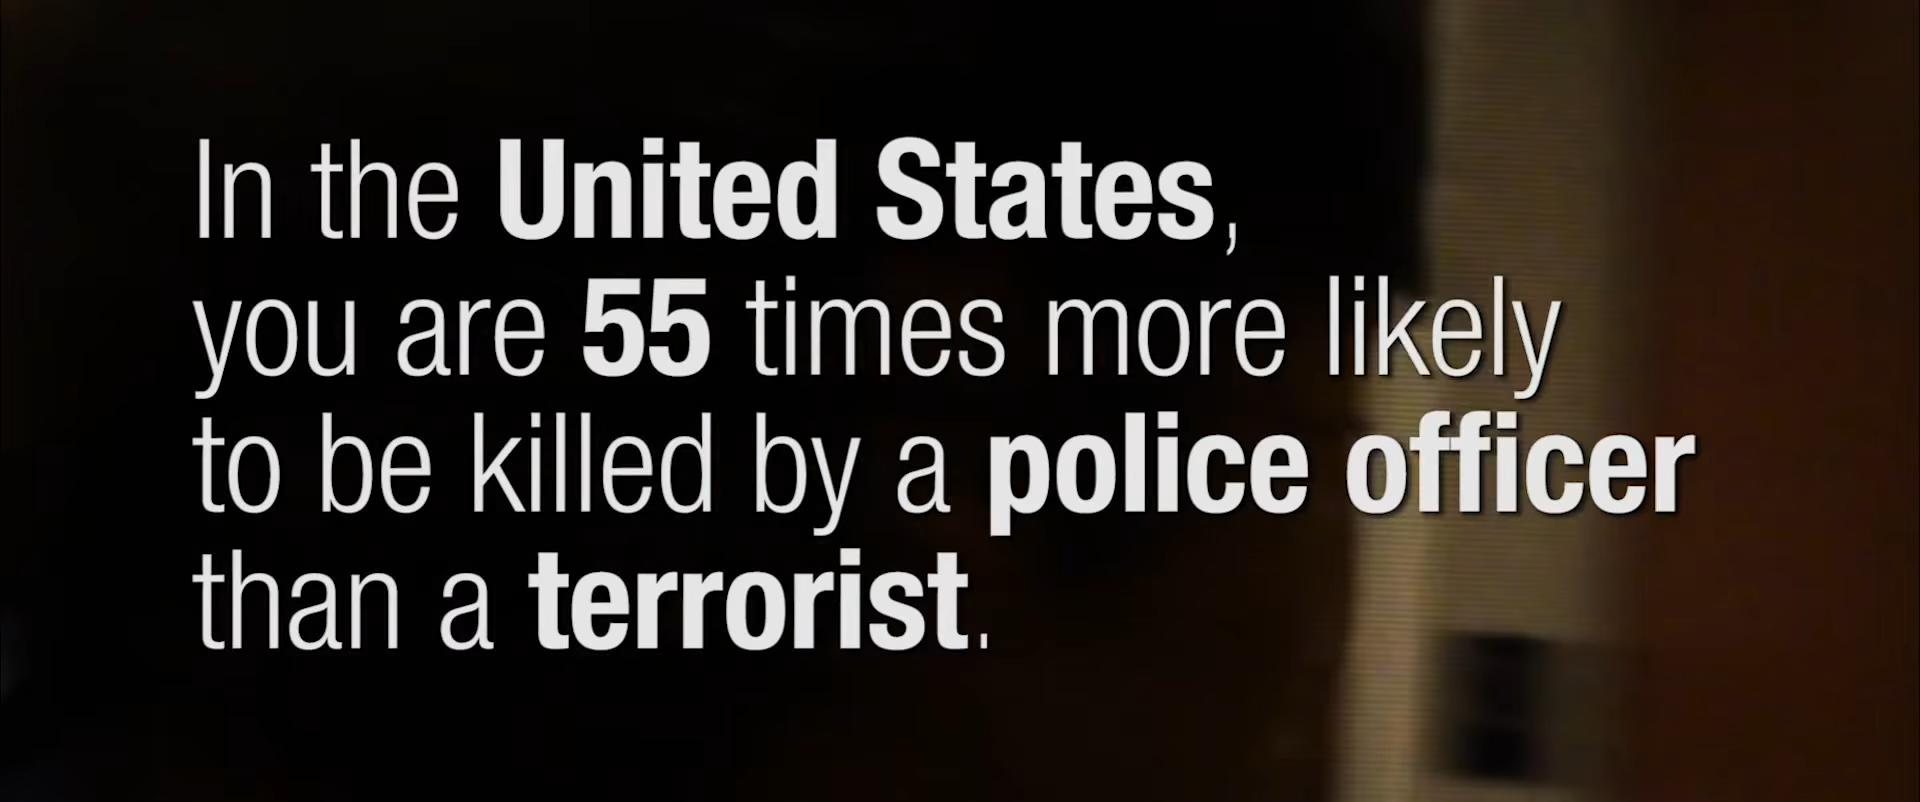 In the United States,
you are 55 times more likely
to be killed by a police officer
than a terrorist.